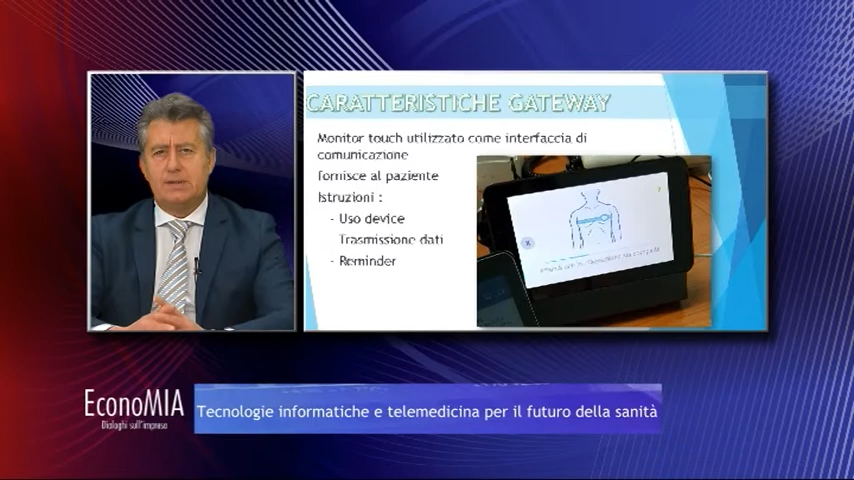 CARATTERISTICHE GATEWAY
Monitor touch utilizzato come interfaccia di
comunicazione
fornisce al paziente
Istruzioni :
- Uso device
Trasmissione dati
- Reminder
EconoMIA
Dialoghi sull'impresa
Tecnologie informatiche e telemedicina per il futuro della sanità